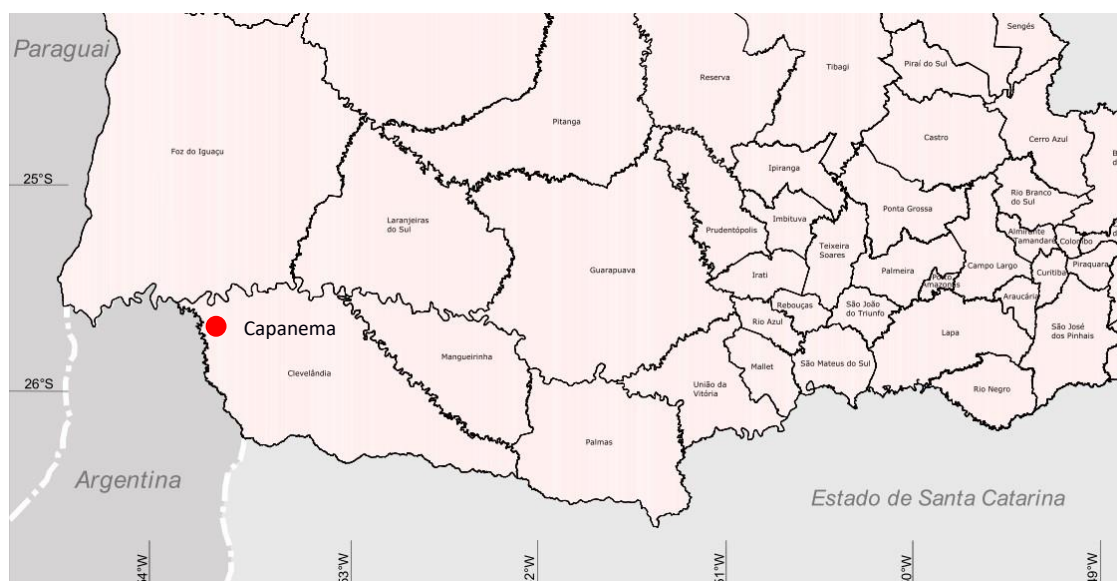 Paraguai
Sengés
Tibagi
Piraí do Sul
Reserva
Pitanga
Castro
Cerro Azul
Foz do Iguaçu
Ipiranga
25°S
Rio Branco
do Sul
Ponta Grossa
Imbituva
Laranjeiras
do Sul
Prudentópolis
Teixeira
Soares
Almirante
Tamandaré
Colombo
Guarapuava
Irati
Palmeira
Campo Largo
Curitiba
Piraquara
Porto
Amazonas
Rebouças
São João
do Triunfo
Araucária
Capanema
Rio Azul
Lapa
São José
dos Pinhais
Mangueirinha
Clevelândia
Mallet
São Mateus do Sul
26°S
União da
Vitória
Rio Negro
Palmas
Argentina
Estado de Santa Catarina
54°W
53°W
52°W
51°W
50°W
49°W